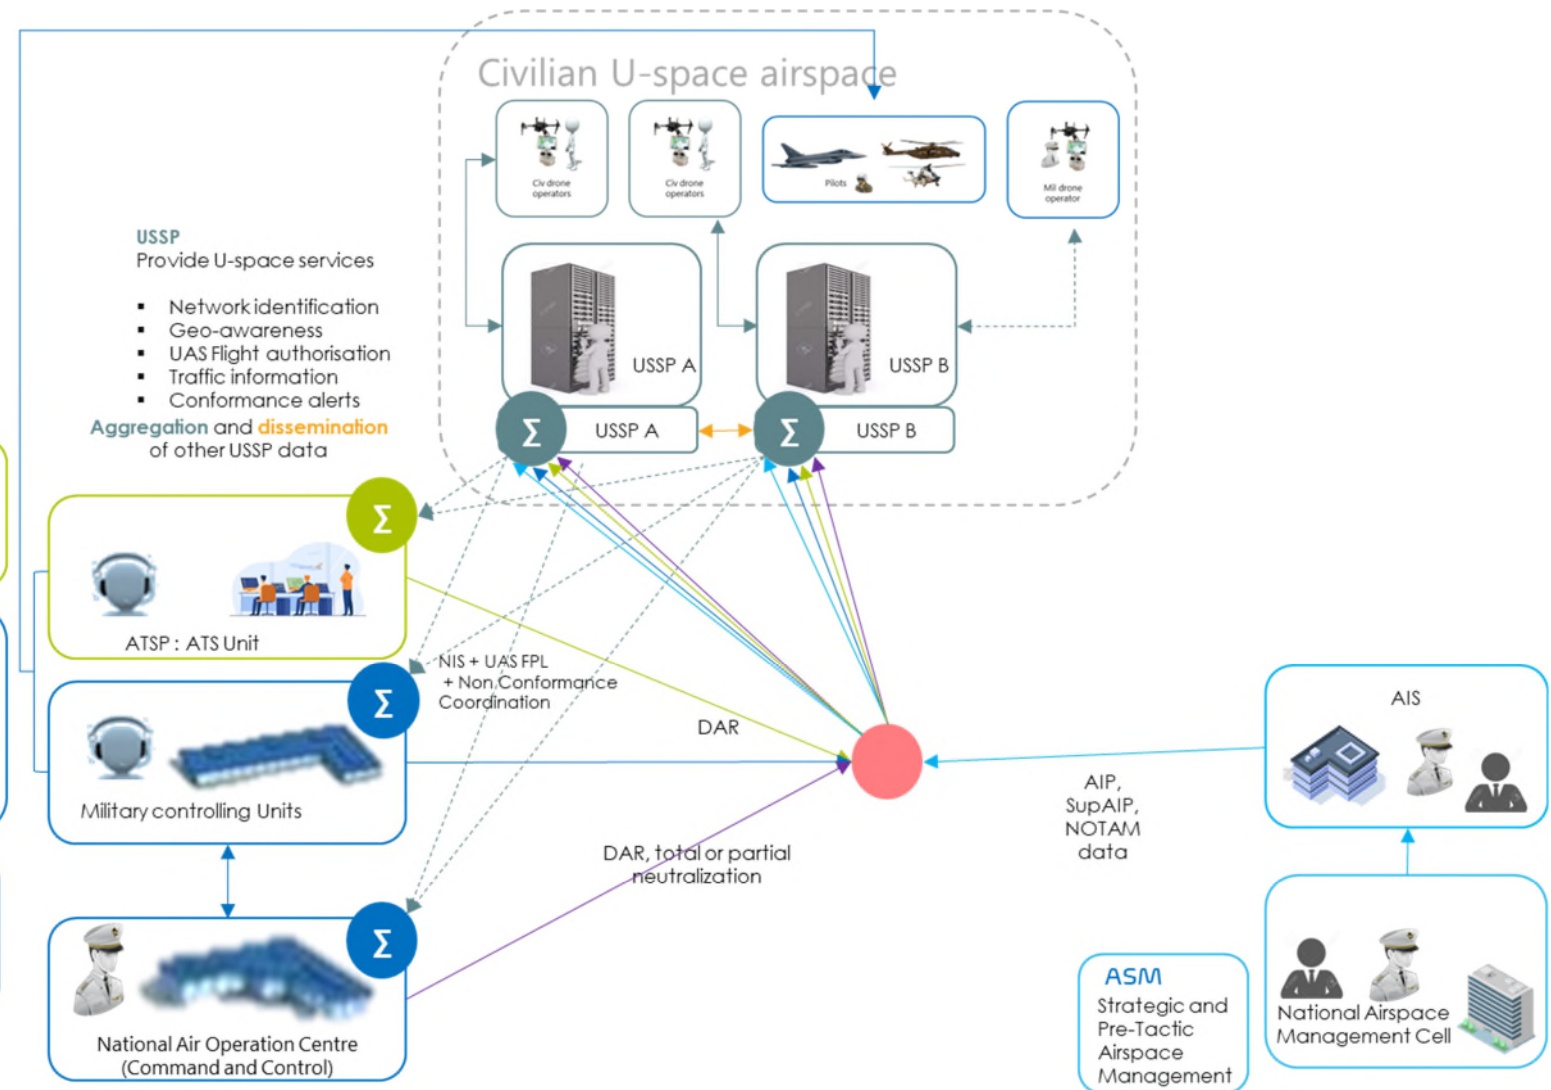 Civilian U-space airspace
Civ drone
operators
Civ drone
operators
Pilots
Mil drone
operator
USSP
Provide U-space services
▪ Network identification
▪ Geo-awareness
▪ UAS Flight authorisation
▪ Traffic information
▪ Conformance alerts
Aggregation and dissemination
of other USSP data
USSP A
USSP B
Σ
USSP A
Σ
USSP B
Σ
ATSP : ATS Unit
NIS + UAS FPL
+ Non Conformance
Coordination
Σ
Military controlling Units
DAR
AIS
AIP,
SupAIP,
NOTAM
data
DAR, total or partial
neutralization
Σ
National Air Operation Centre
(Command and Control)
ASM
Strategic and
Pre-Tactic
Airspace
Management
National Airspace
Management Cell